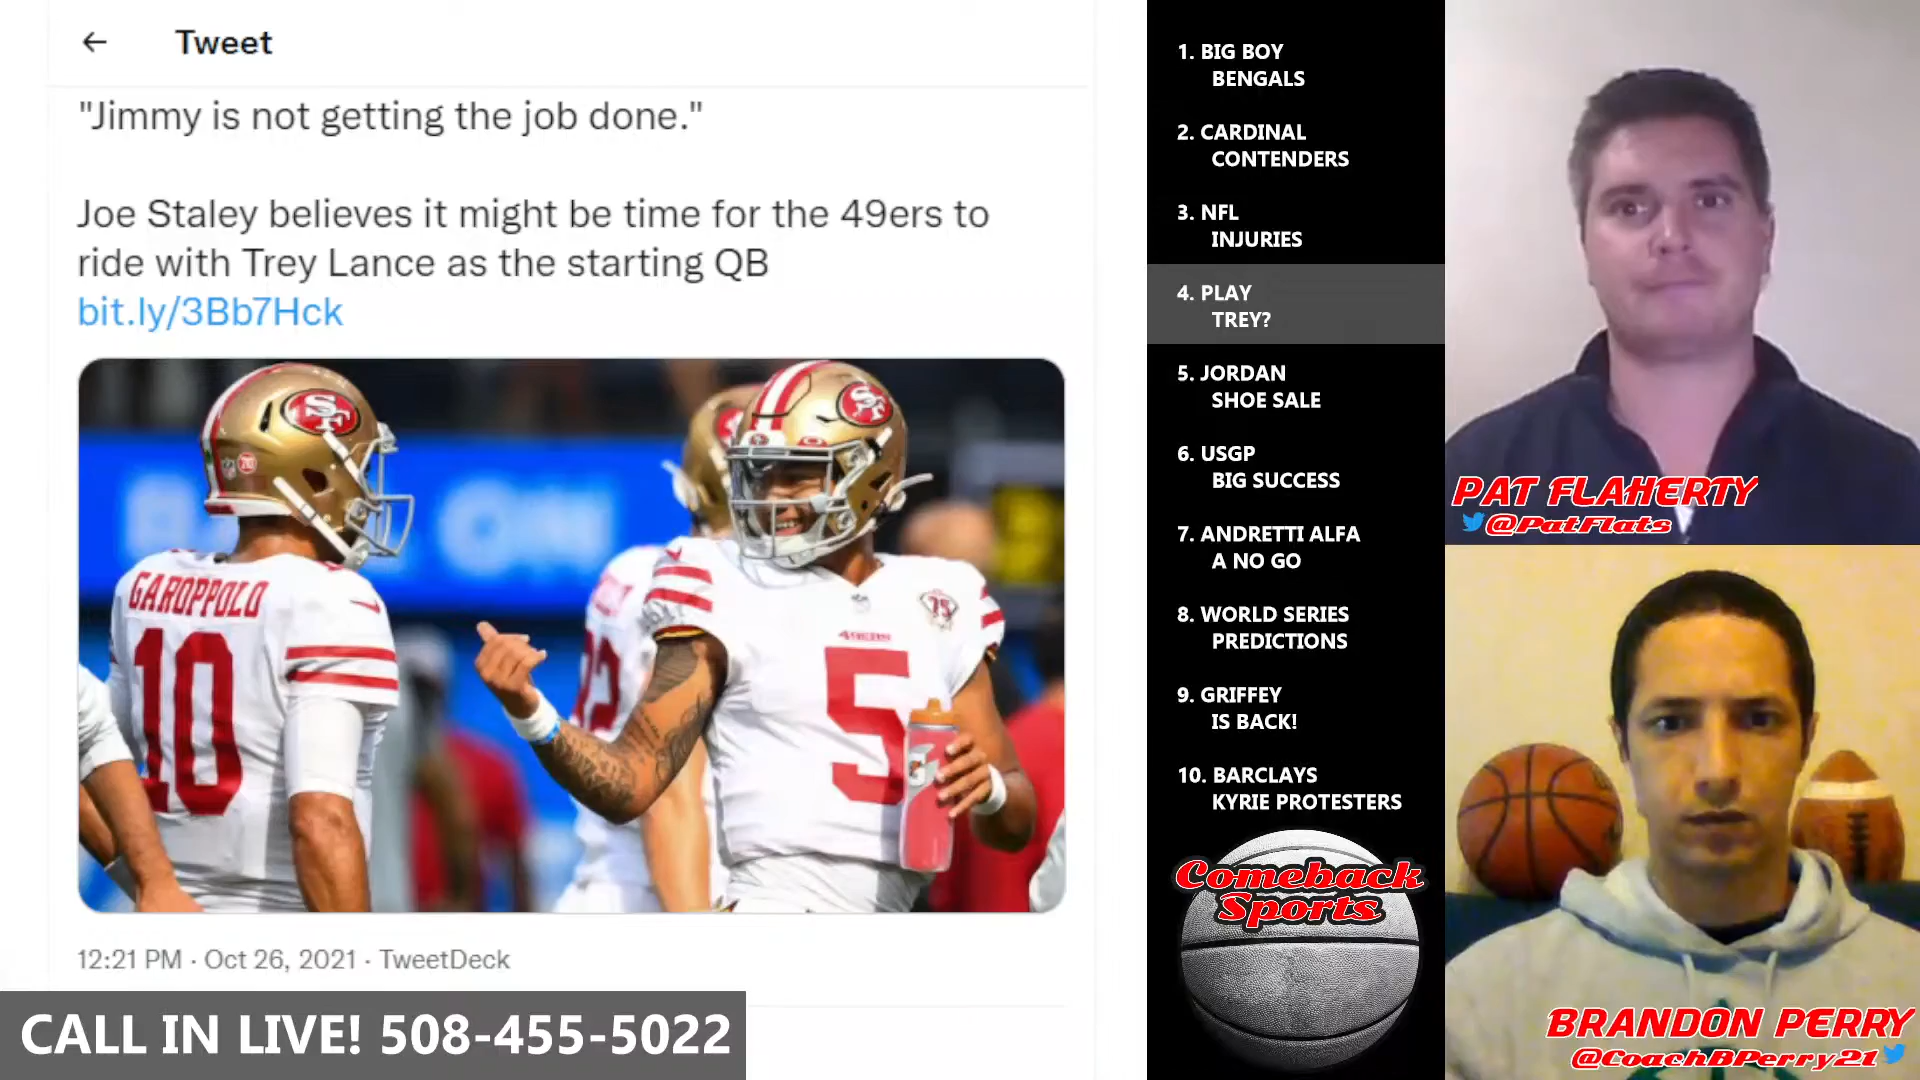 Tweet
"Jimmy is not getting the job done."
Joe Staley believes it might be time for the 49ers to
ride with Trey Lance as the starting QB
bit.ly/3Bb7Hck
SF
SF
GAROPPOLO
10
49ERS
5
75
12:21 PM · Oct 26, 2021 · TweetDeck
CALL IN LIVE! 508-455-5022
1. BIG BOY
BENGALS
2. CARDINAL
CONTENDERS
3. NFL
INJURIES
4. PLAY
TREY?
5. JORDAN
SHOE SALE
6. USGP
BIG SUCCESS
7. ANDRETTI ALFA
A NO GO
8. WORLD SERIES
PREDICTIONS
9. GRIFFEY
IS BACK!
10. BARCLAYS
KYRIE PROTESTERS
Comeback
Sports
PAT FLAHERTY
@PatFlats
BRANDON PERRY
@CoachBPerry21